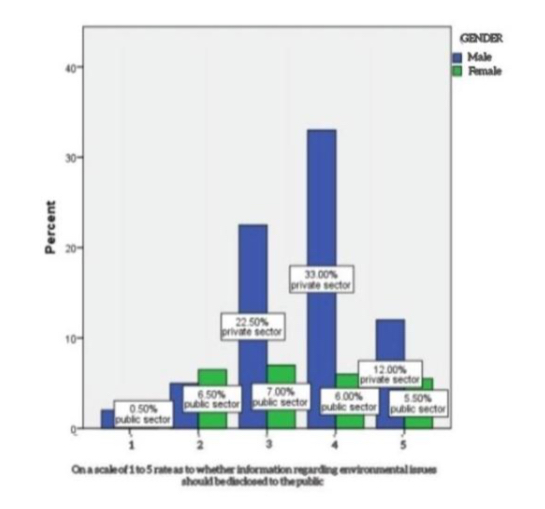 GENDER
Male
Female
Percent
40
30
20
10
0
33.00%
private sector
22.50%
private sector
12.00%
private sector
0.50%
public sector
6.50%
public sector
7.00%
public sector
6.00%
public sector
5.50%
public sector
1 2 3 4 5
On a scale of 1 to 5 rate as to whether information regarding environmental issues
should be disclosed to the public